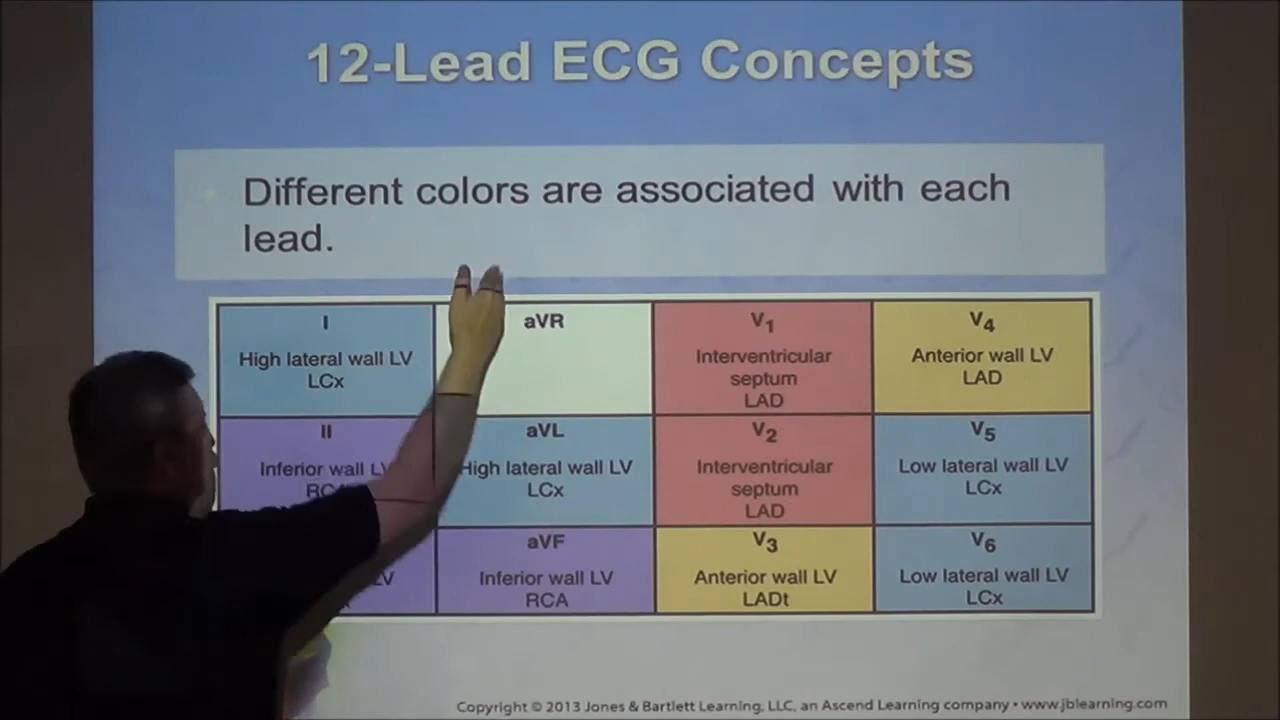 12-Lead ECG Concepts
Different colors are associated with each
lead.
I
High lateral wall LV
LCx
aVR
V1
Interventricular
septum
LAD
V4
Anterior wall LV
LAD
II
Inferior wall LV
aVL
High lateral wall LV
LCx
V2
Interventricular
septum
LAD
V5
Low lateral wall LV
LCx
LV
aVF
Inferior wall LV
RCA
V3
Anterior wall LV
LADt
V6
Low lateral wall LV
LCx
Copyright © 2013 Jones & Bartlett Learning, LLC, an Ascend Learning company • www.jblearning.com